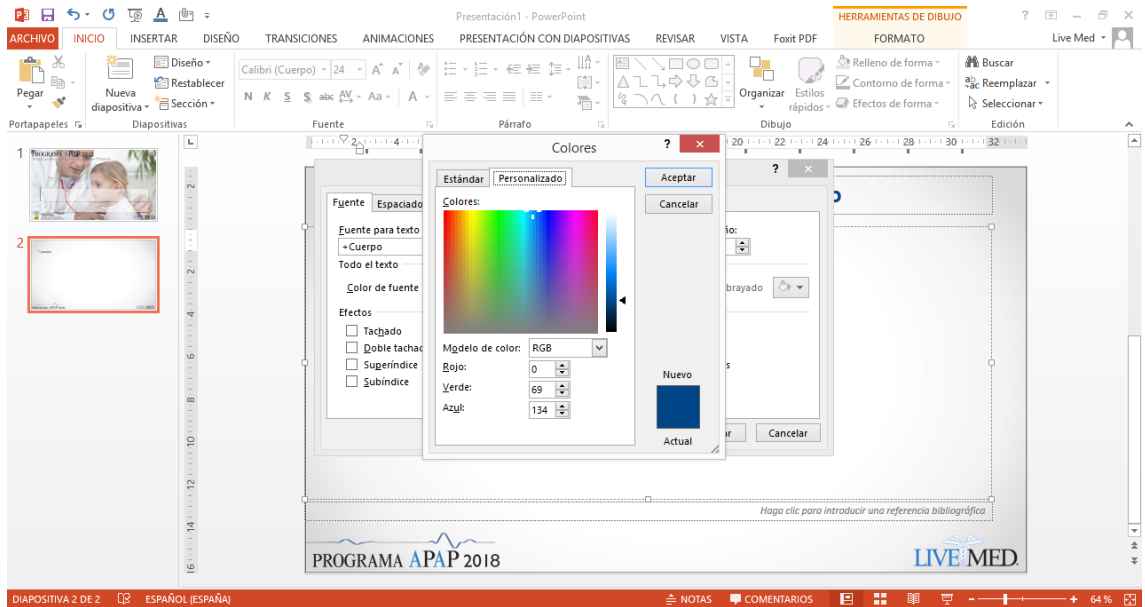 Presentación1 - PowerPoint
HERRAMIENTAS DE DIBUJO
ARCHIVO INICIO INSERTAR DISEÑO TRANSICIONES ANIMACIONES PRESENTACIÓN CON DIAPOSITIVAS REVISAR VISTA Foxit PDF FORMATO Live Med
Pegar
Nueva diapositiva
Diseño
Restablecer
Sección
Calibri (Cuerpo) 24
N K S S abc AV Aa A
Organizar
Estilos rápidos
Relleno de forma
Contorno de forma
Efectos de forma
Buscar
Reemplazar
Seleccionar
Portapapeles Diapositivas Fuente Párrafo Dibujo Edición
1
2
Colores
Estándar Personalizado
Aceptar
Cancelar
Colores:
Modelo de color: RGB
Rojo: 0
Verde: 69
Azul: 134
Nuevo
Actual
Fuente Espaciado
Fuente para texto
+Cuerpo
Todo el texto
Color de fuente
brayado
Efectos
Tachado
Doble tachad
Superíndice
Subíndice
Cancelar
Haga clic para introducir una referencia bibliográfica
PROGRAMA APAP 2018
LIVE MED.
DIAPOSITIVA 2 DE 2 ESPAÑOL (ESPAÑA) NOTAS COMENTARIOS 64 %